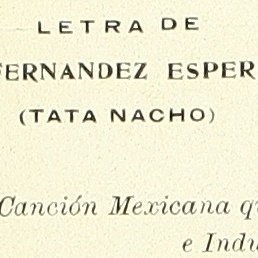 LETRA DE
FERNANDEZ ESPER
(TATA NACHO)
Canción Mexicana q
e Indu